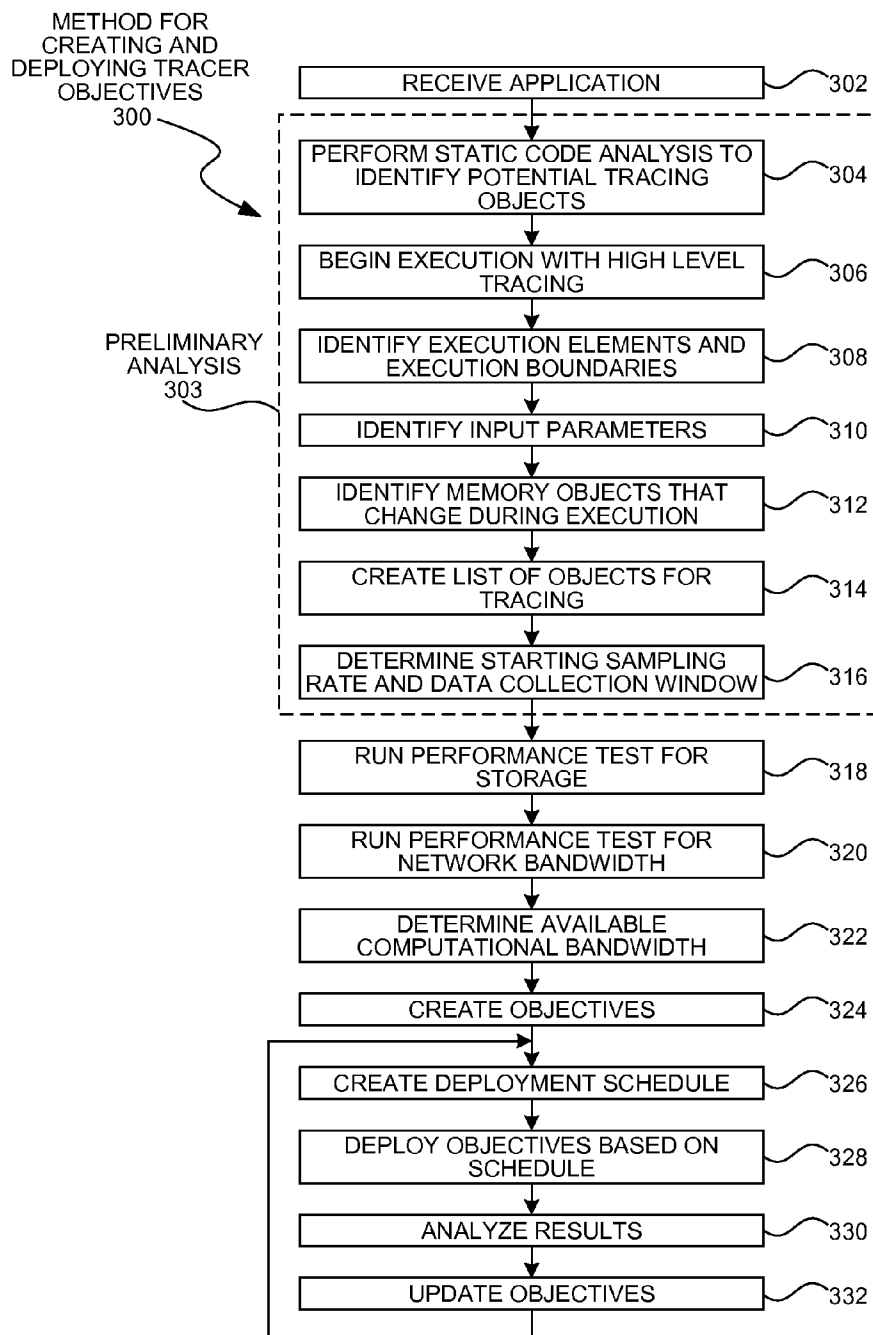 METHOD FOR
CREATING AND
DEPLOYING TRACER
OBJECTIVES
300
RECEIVE APPLICATION
302
PERFORM STATIC CODE ANALYSIS TO
IDENTIFY POTENTIAL TRACING
OBJECTS
304
BEGIN EXECUTION WITH HIGH LEVEL
TRACING
306
PRELIMINARY
ANALYSIS
303
IDENTIFY EXECUTION ELEMENTS AND
EXECUTION BOUNDARIES
308
IDENTIFY INPUT PARAMETERS
310
IDENTIFY MEMORY OBJECTS THAT
CHANGE DURING EXECUTION
312
CREATE LIST OF OBJECTS FOR
TRACING
314
DETERMINE STARTING SAMPLING
RATE AND DATA COLLECTION WINDOW
316
RUN PERFORMANCE TEST FOR
STORAGE
318
RUN PERFORMANCE TEST FOR
NETWORK BANDWIDTH
320
DETERMINE AVAILABLE
COMPUTATIONAL BANDWIDTH
322
CREATE OBJECTIVES
324
CREATE DEPLOYMENT SCHEDULE
326
DEPLOY OBJECTIVES BASED ON
SCHEDULE
328
ANALYZE RESULTS
330
UPDATE OBJECTIVES
332